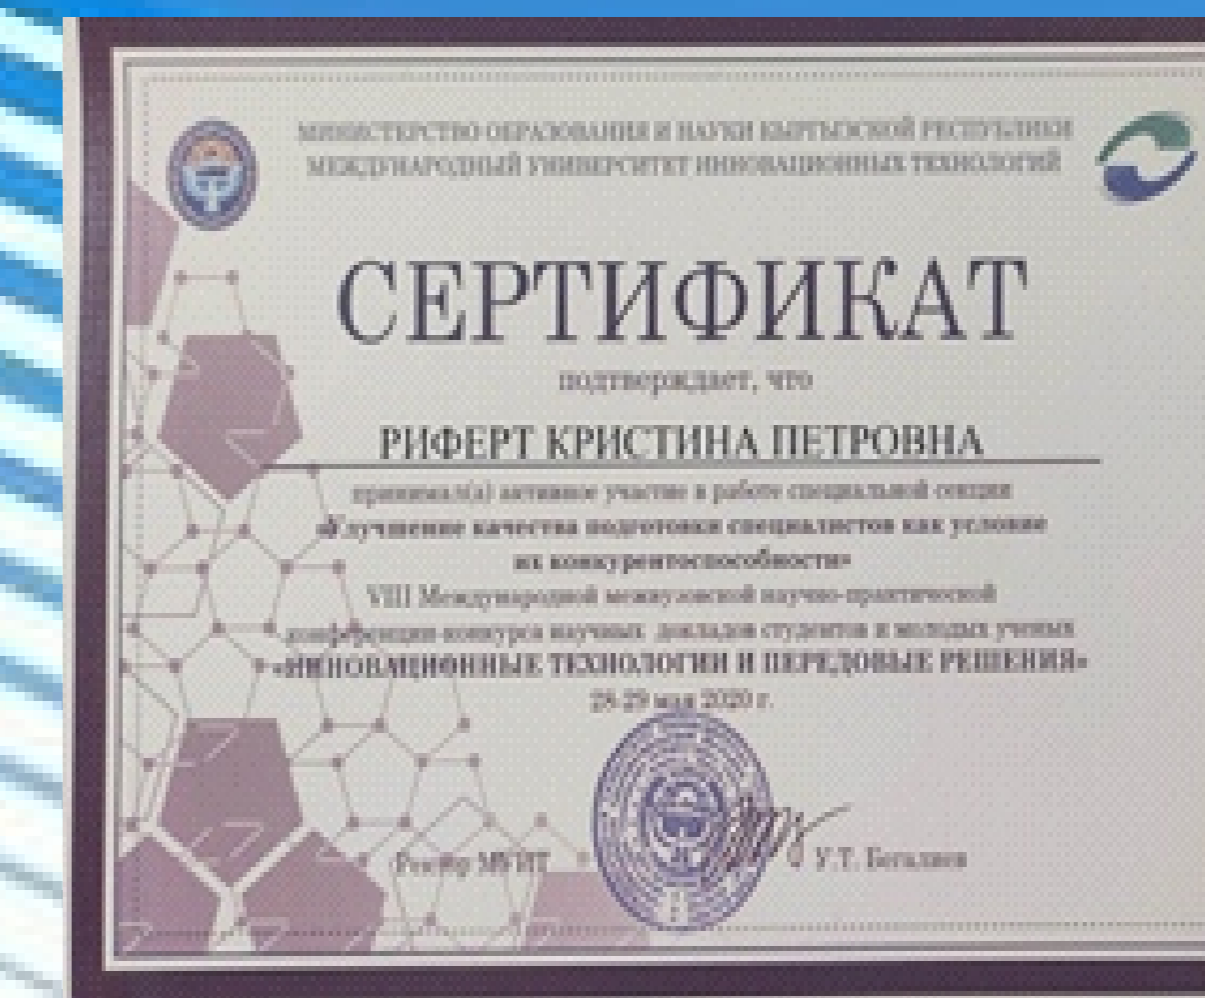 МИНИСТЕРСТВО ОБРАЗОВАНИЯ И НАУКИ КЫРГЫЗСКОЙ РЕСПУБЛИКИ
МЕЖДУНАРОДНЫЙ УНИВЕРСИТЕТ ИННОВАЦИОННЫХ ТЕХНОЛОГИЙ
СЕРТИФИКАТ
подтверждает, что
РИФЕРТ КРИСТИНА ПЕТРОВНА
принимал(а) активное участие в работе специальной секции
«Улучшение качества подготовки специалистов как условие
их конкурентоспособности»
VIII Международной межвузовской научно-практической
конференции-конкурса научных докладов студентов и молодых ученых
«ИННОВАЦИОННЫЕ ТЕХНОЛОГИИ И ПЕРЕДОВЫЕ РЕШЕНИЯ»
28-29 мая 2020 г.
Ректор МУИТ У.Т. Бегалиев